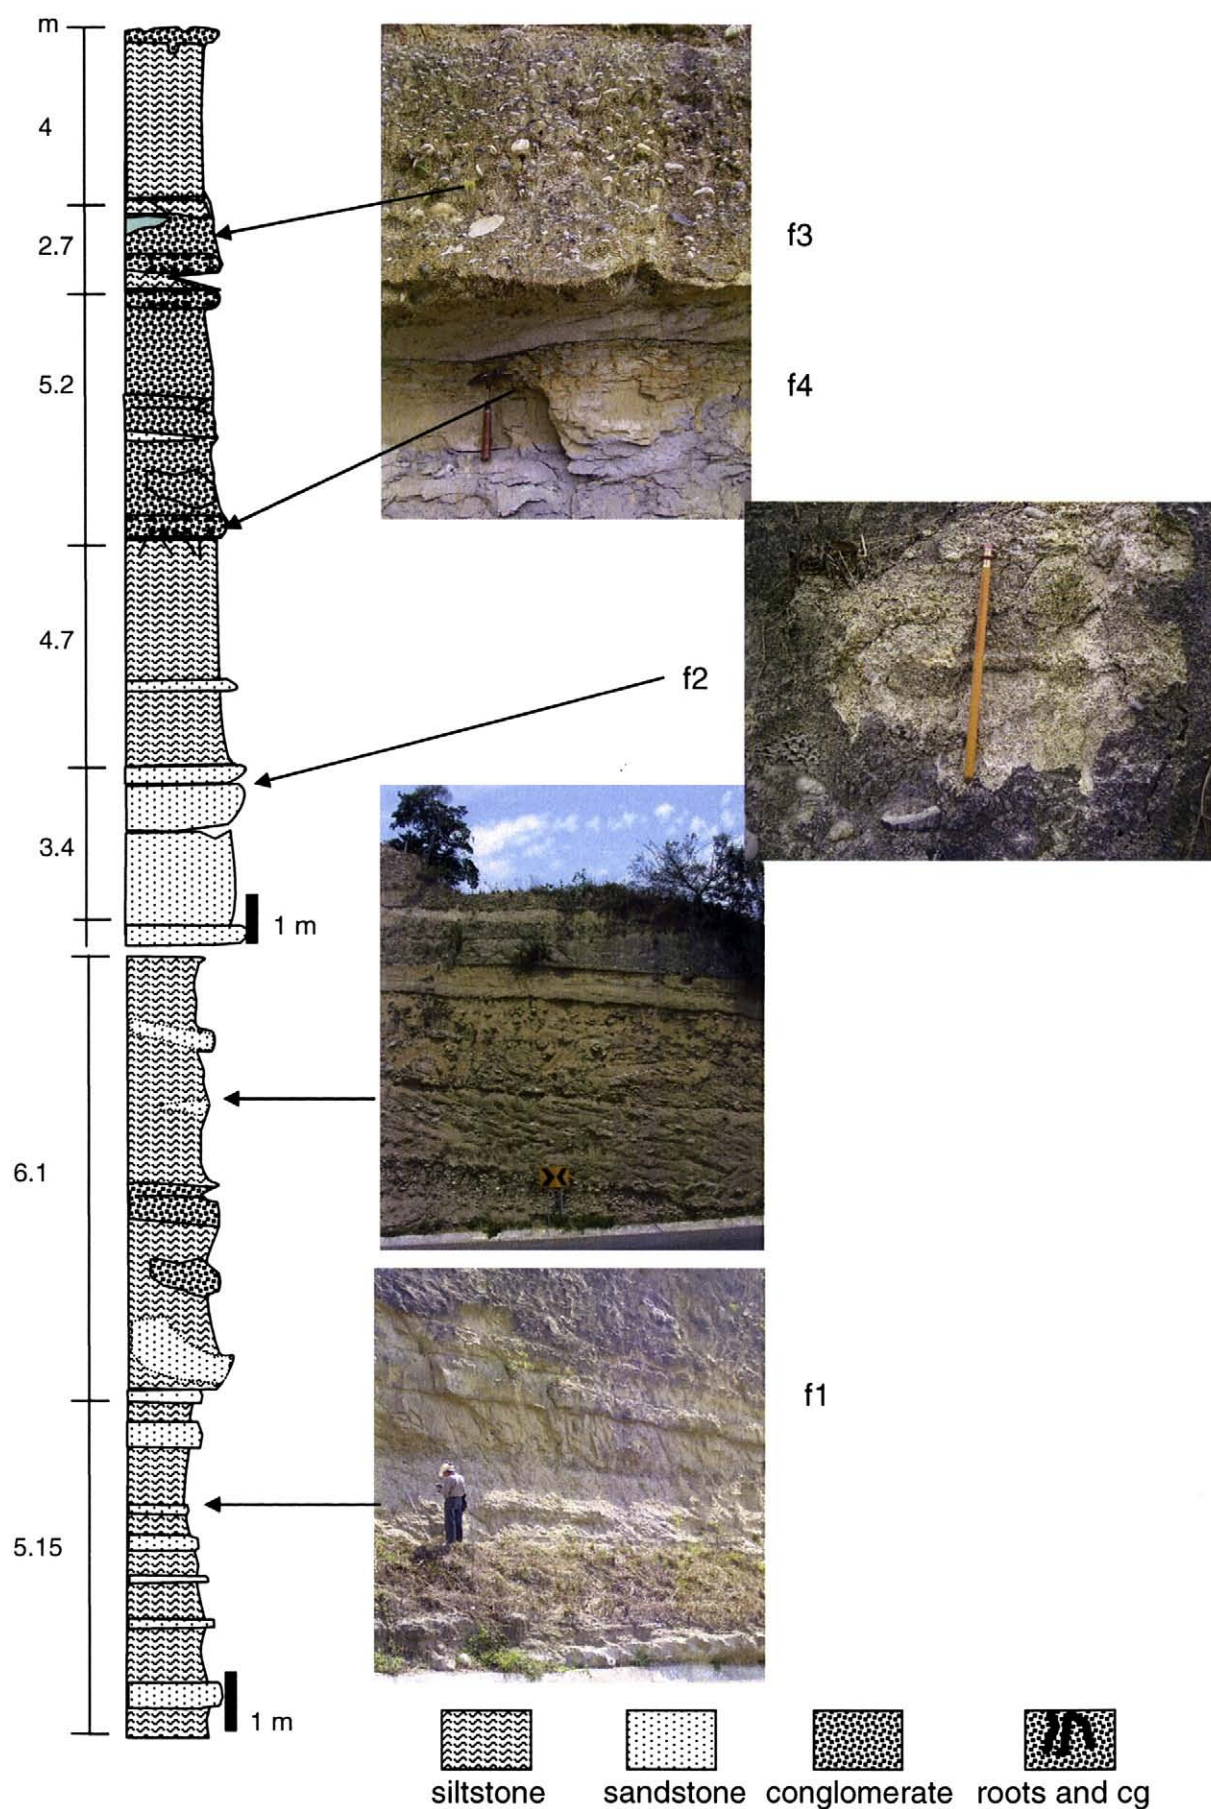 m
4
2.7
f3
5.2
f4
4.7
f2
3.4
1 m
6.1
f1
5.15
1 m
siltstone
sandstone
conglomerate
roots and cg